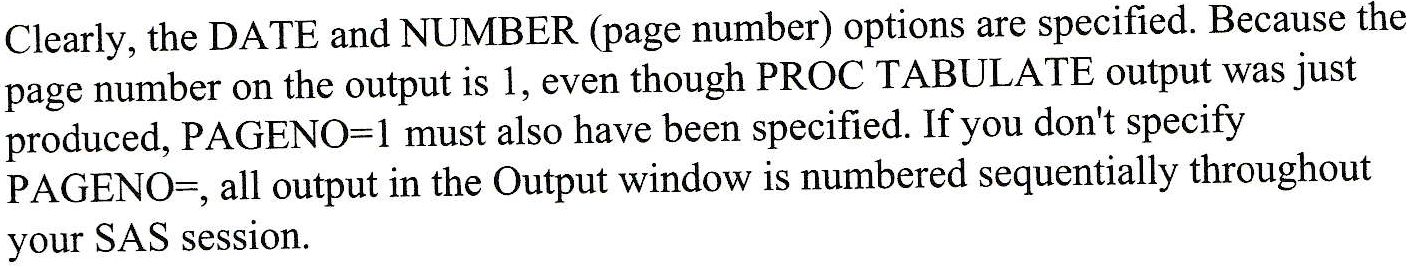 Clearly, the DATE and NUMBER (page number) options are specified. Because the
page number on the output is 1, even though PROC TABULATE output was just
produced, PAGENO=1 must also have been specified. If you don't specify
PAGENO=, all output in the Output window is numbered sequentially throughout
your SAS session.